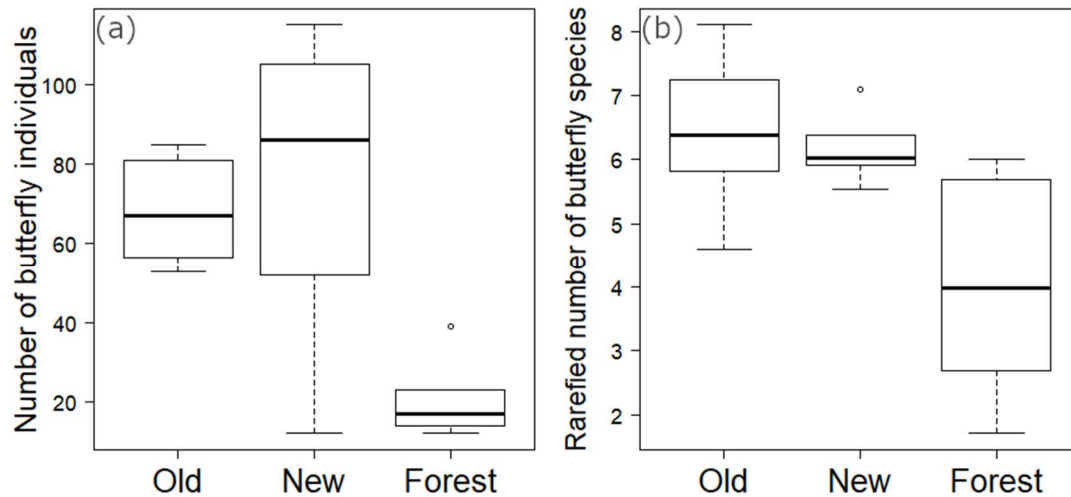 (a)
Number of butterfly individuals
100
80
60
40
20
Old New Forest
(b)
Rarefied number of butterfly species
8
7
6
5
4
3
2
Old New Forest